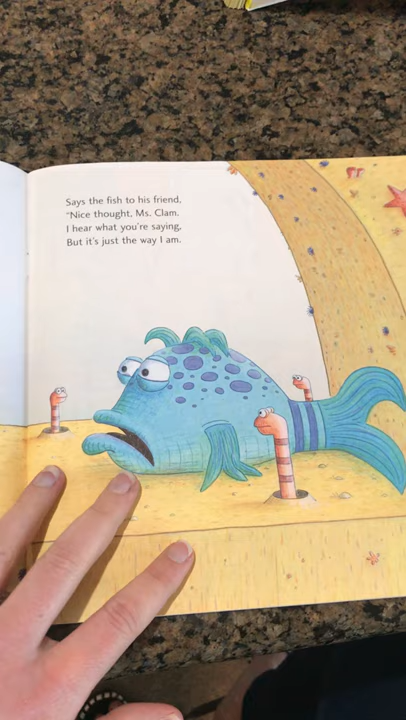 Says the fish to his friend,
"Nice thought, Ms. Clam.
I hear what you're saying,
But it's just the way I am.